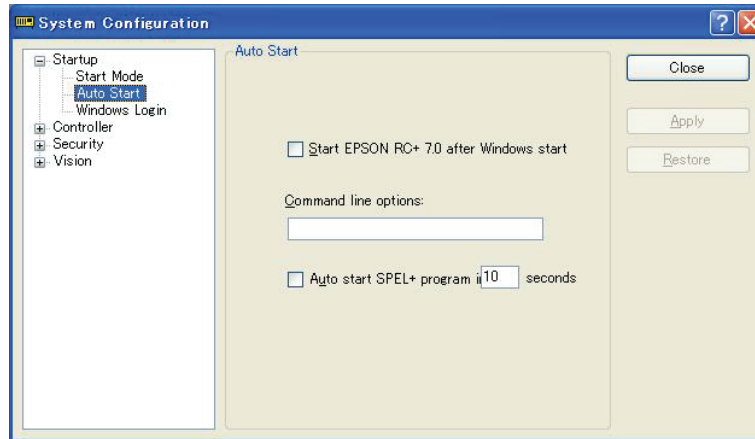 System Configuration
Startup
Start Mode
Auto Start
Windows Login
Controller
Security
Vision
Auto Start
Start EPSON RC+ 7.0 after Windows start
Command line options:
Auto start SPEL+ program i 10 seconds
Close
Apply
Restore